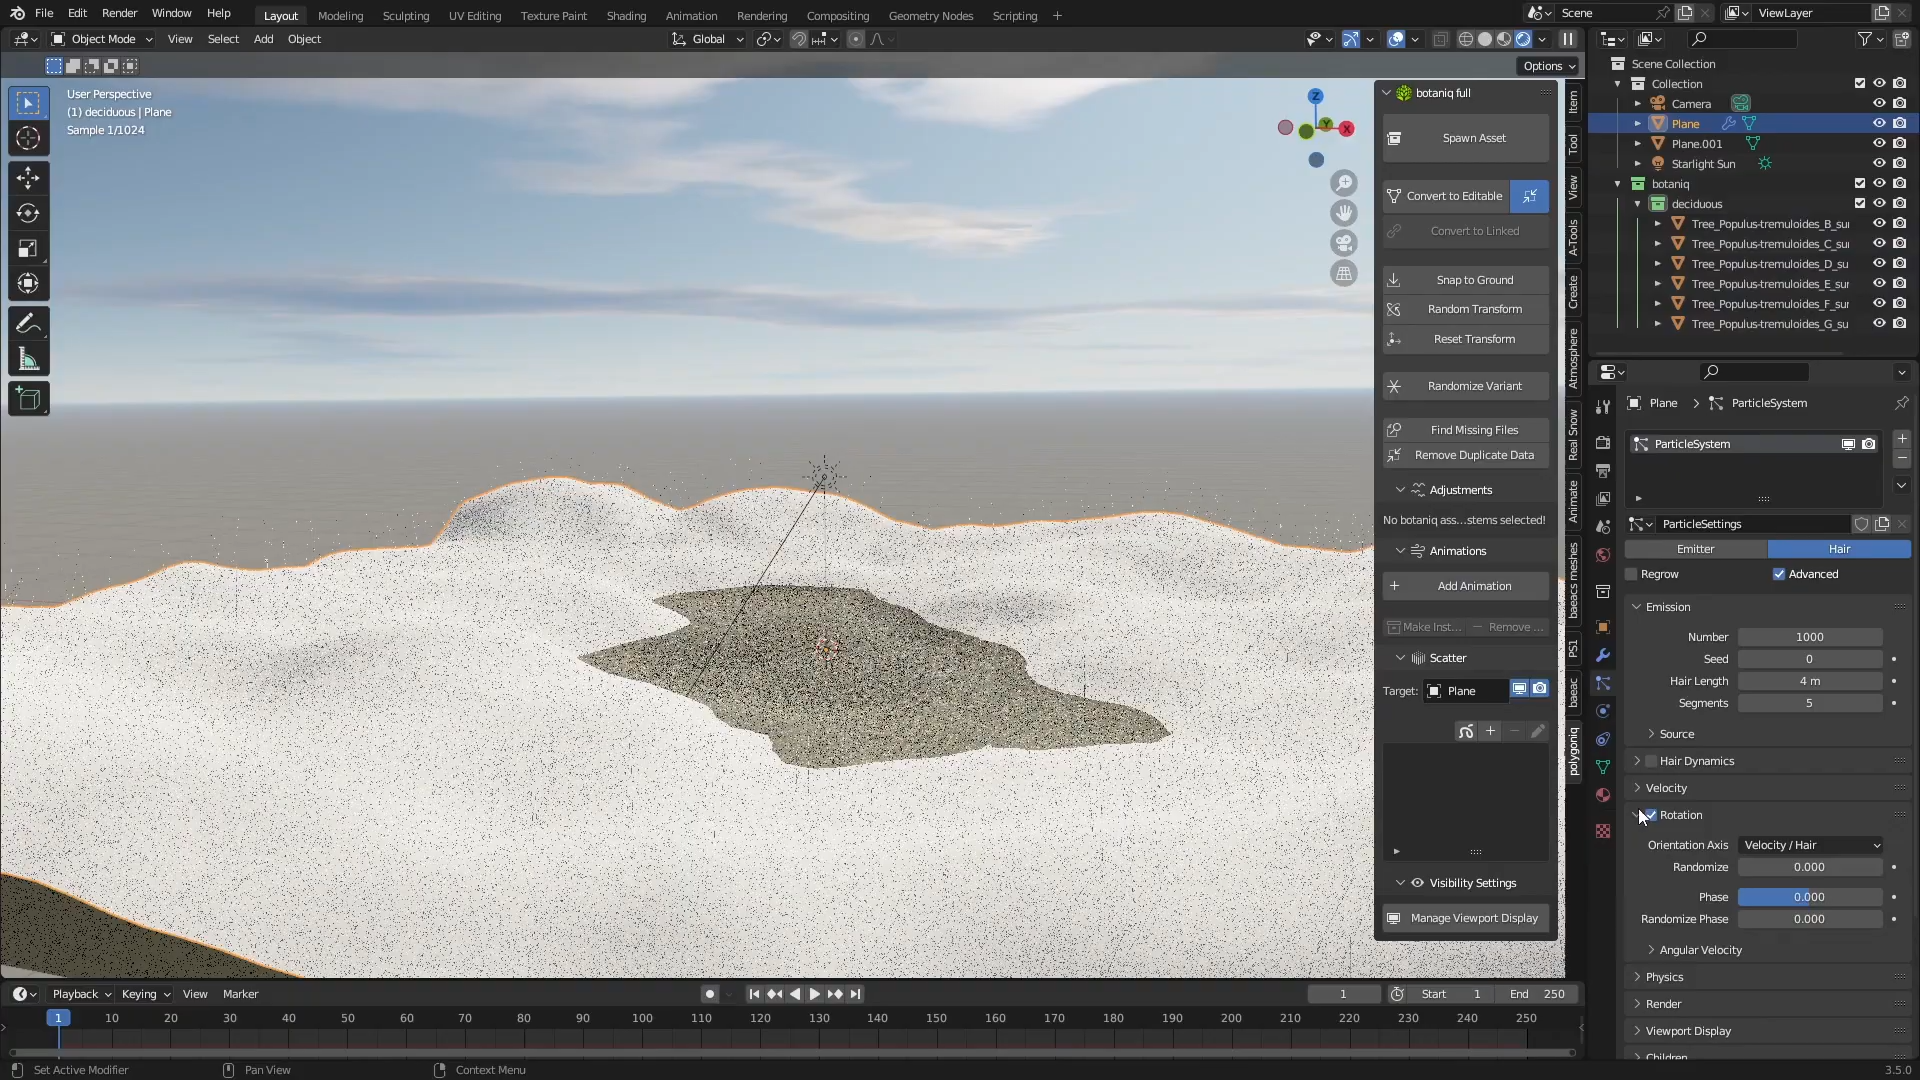 File Edit Render Window Help Layout Modeling Sculpting UV Editing Texture Paint Shading Animation Rendering Compositing Geometry Nodes Scripting + Scene ViewLayer
Object Mode View Select Add Object Global
Options
User Perspective
(1) deciduous | Plane
Sample 1/1024
Z
Y
X
botaniq full
Spawn Asset
Convert to Editable
Convert to Linked
Snap to Ground
Random Transform
Reset Transform
Randomize Variant
Find Missing Files
Remove Duplicate Data
Adjustments
No botaniq ass...stems selected!
Animations
Add Animation
Make Inst... Remove ...
Scatter
Target: Plane
Visibility Settings
Manage Viewport Display
Item
Tool
View
A-Tools
Create
Atmosphere
Real Snow
Animate
baeacs meshes
PS1
baeac
polygoniq
Scene Collection
Collection
Camera
Plane
Plane.001
Starlight Sun
botaniq
deciduous
Tree_Populus-tremuloides_B_sur
Tree_Populus-tremuloides_C_sur
Tree_Populus-tremuloides_D_su
Tree_Populus-tremuloides_E_sur
Tree_Populus-tremuloides_F_sur
Tree_Populus-tremuloides_G_su
Plane > ParticleSystem
ParticleSystem
ParticleSettings
Emitter Hair
Regrow Advanced
Emission
Number 1000
Seed 0
Hair Length 4 m
Segments 5
Source
Hair Dynamics
Velocity
Rotation
Orientation Axis Velocity / Hair
Randomize 0.000
Phase 0.000
Randomize Phase 0.000
Angular Velocity
Physics
Render
Viewport Display
Children
Playback Keying View Marker 1 Start 1 End 250
1 10 20 30 40 50 60 70 80 90 100 110 120 130 140 150 160 170 180 190 200 210 220 230 240 250
Set Active Modifier Pan View Context Menu 3.5.0